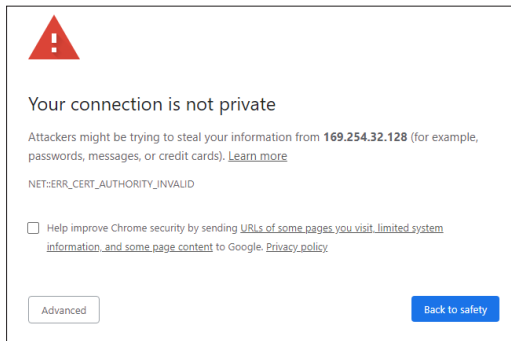 Your connection is not private
Attackers might be trying to steal your information from 169.254.32.128 (for example,
passwords, messages, or credit cards). Learn more
NET::ERR_CERT_AUTHORITY_INVALID
Help improve Chrome security by sending URLs of some pages you visit, limited system
information, and some page content to Google. Privacy policy
Advanced
Back to safety